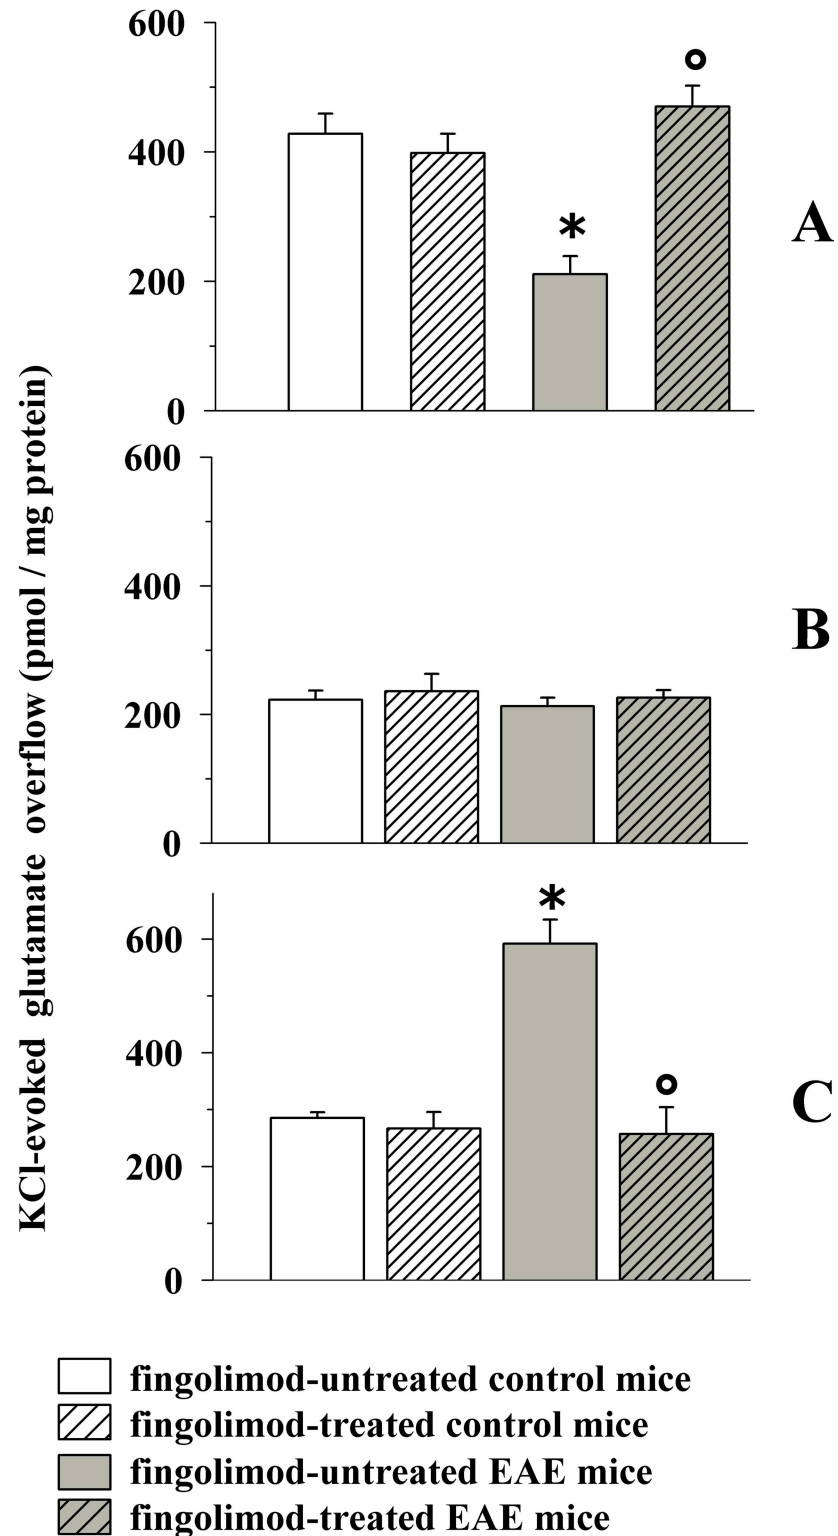 KCl-evoked glutamate overflow (pmol / mg protein)
600
400
200
0
*
°
A
600
400
200
0
B
600
400
200
0
*
°
C
fingolimod-untreated control mice
fingolimod-treated control mice
fingolimod-untreated EAE mice
fingolimod-treated EAE mice